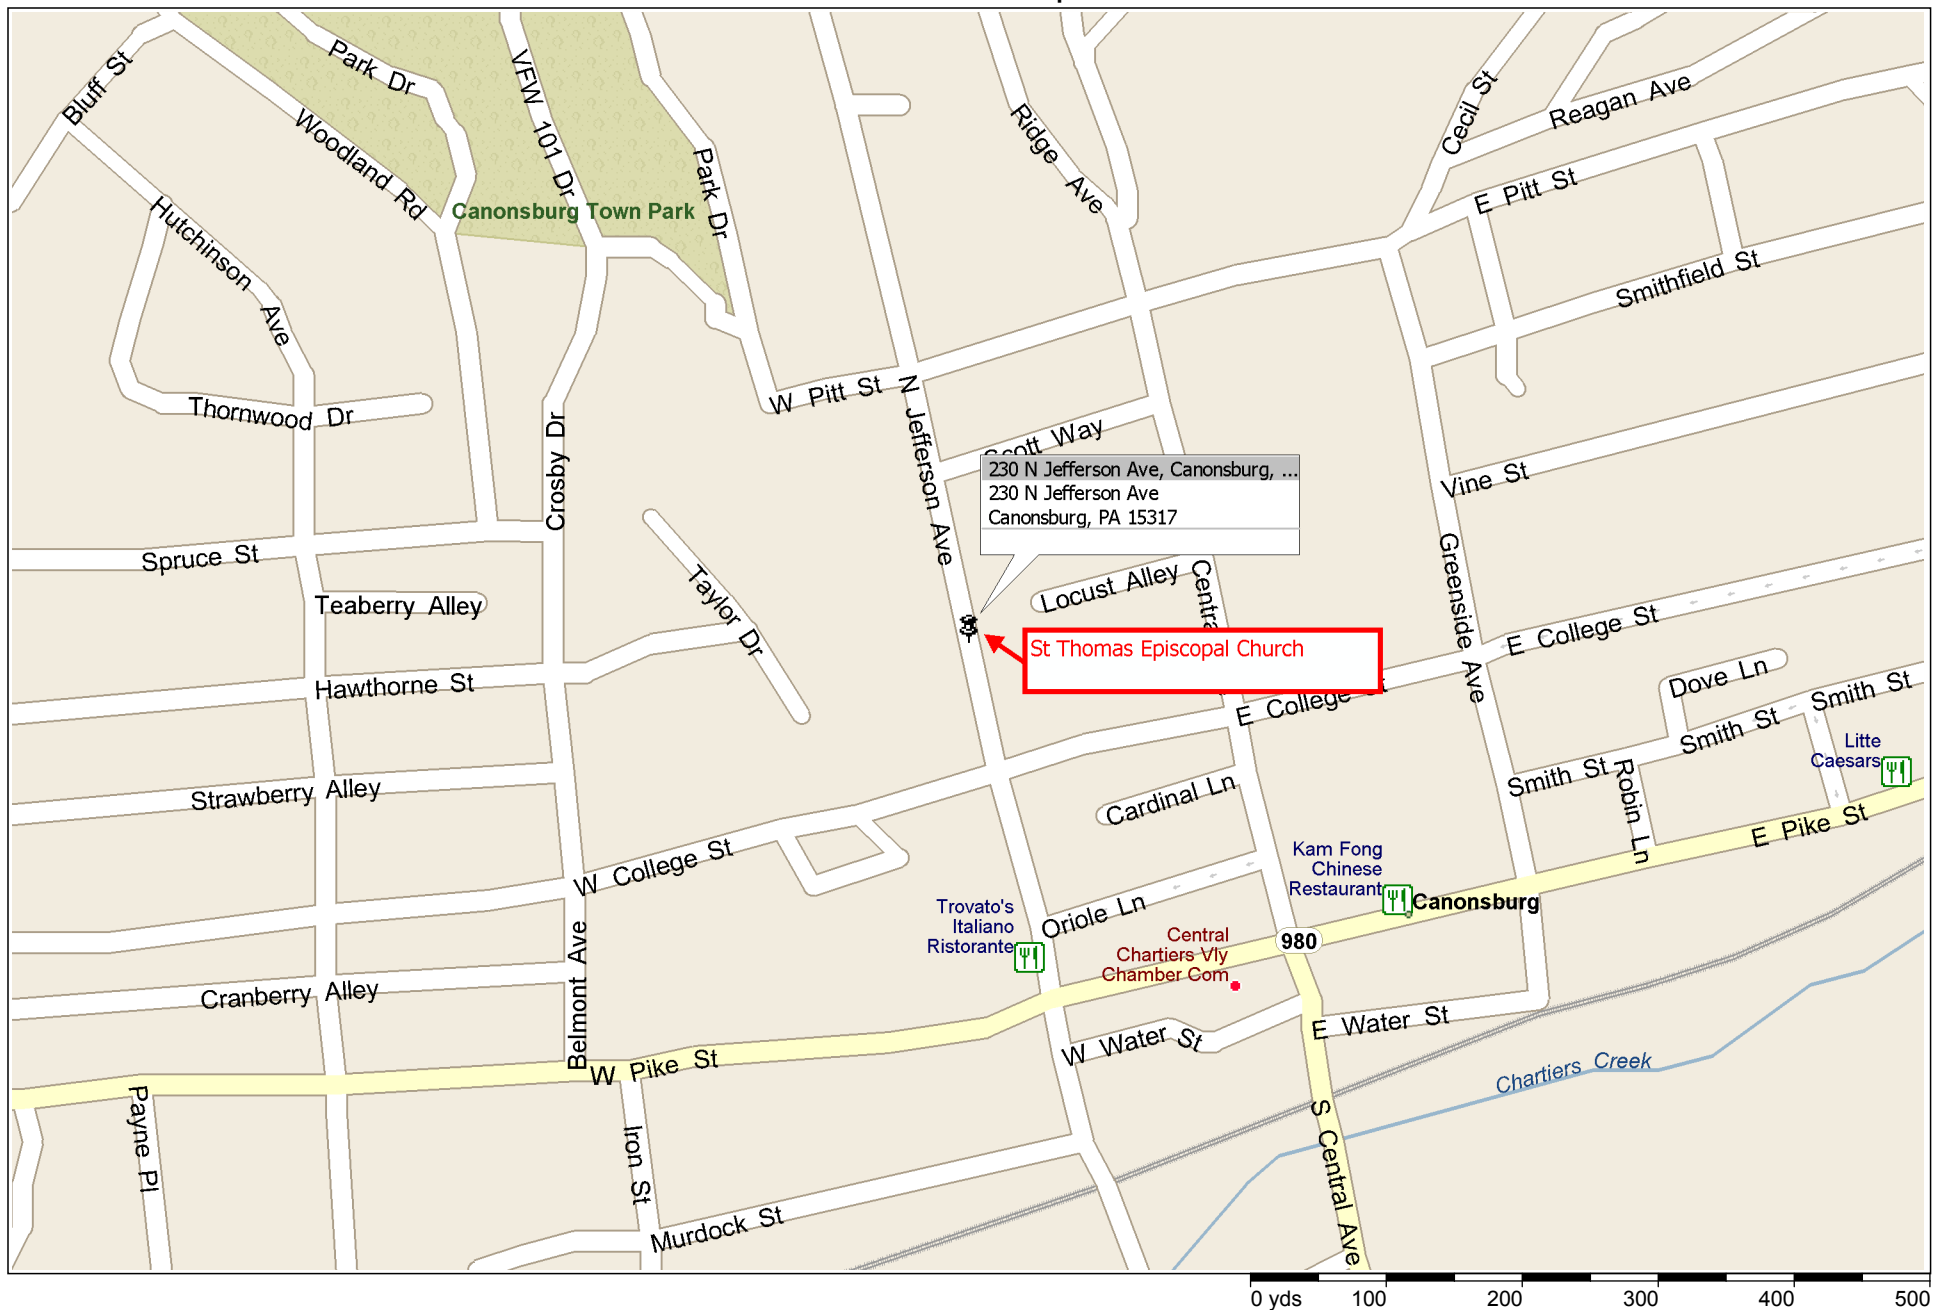 Bluff St
Park Dr
VFW 101 Dr
Woodland Rd
Park Dr
Canonsburg Town Park
Ridge Ave
Cecil St
Reagan Ave
E Pitt St
Hutchinson Ave
Smithfield St
Thornwood Dr
W Pitt St
N Jefferson Ave
Crosby Dr
Scott Way
230 N Jefferson Ave, Canonsburg, ...
230 N Jefferson Ave
Canonsburg, PA 15317
Vine St
Spruce St
Greenside Ave
Teaberry Alley
Taylor Dr
Locust Alley
Centra
St Thomas Episcopal Church
E College St
E College St
Hawthorne St
Dove Ln
Smith St
Smith St
Smith St
Robin Ln
Litte
Caesars
Strawberry Alley
Cardinal Ln
E Pike St
W College St
Kam Fong
Chinese
Restaurant
Canonsburg
Trovato's
Italiano
Ristorante
Oriole Ln
Central
Chartiers Vly
Chamber Com
980
Belmont Ave
Cranberry Alley
W Water St
E Water St
W Pike St
Chartiers Creek
Payne Pl
Iron St
S Central Ave
Murdock St
0 yds 100 200 300 400 500